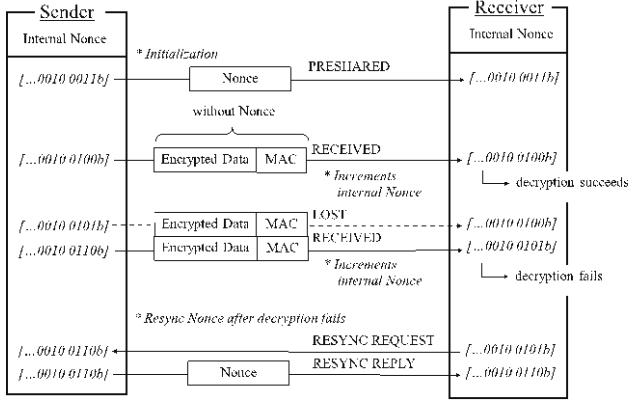 Sender
Receiver
Internal Nonce
Internal Nonce
* Initialization
[...0010 0011b]
Nonce
PRESHARED
[...0010 0011b]
without Nonce
[...0010 0100b]
Encrypted Data
MAC
RECEIVED
[...0010 0100b]
* Increments
internal Nonce
decryption succeeds
[...0010 0101b]
Encrypted Data
MAC
LOST
[...0010 0100b]
[...0010 0110b]
Encrypted Data
MAC
RECEIVED
[...0010 0101b]
* Increments
internal Nonce
decryption fails
* Resync Nonce after decryption fails
[...0010 0110b]
RESYNC REQUEST
[...0010 0101b]
[...0010 0110b]
Nonce
RESYNC REPLY
[...0010 0110b]